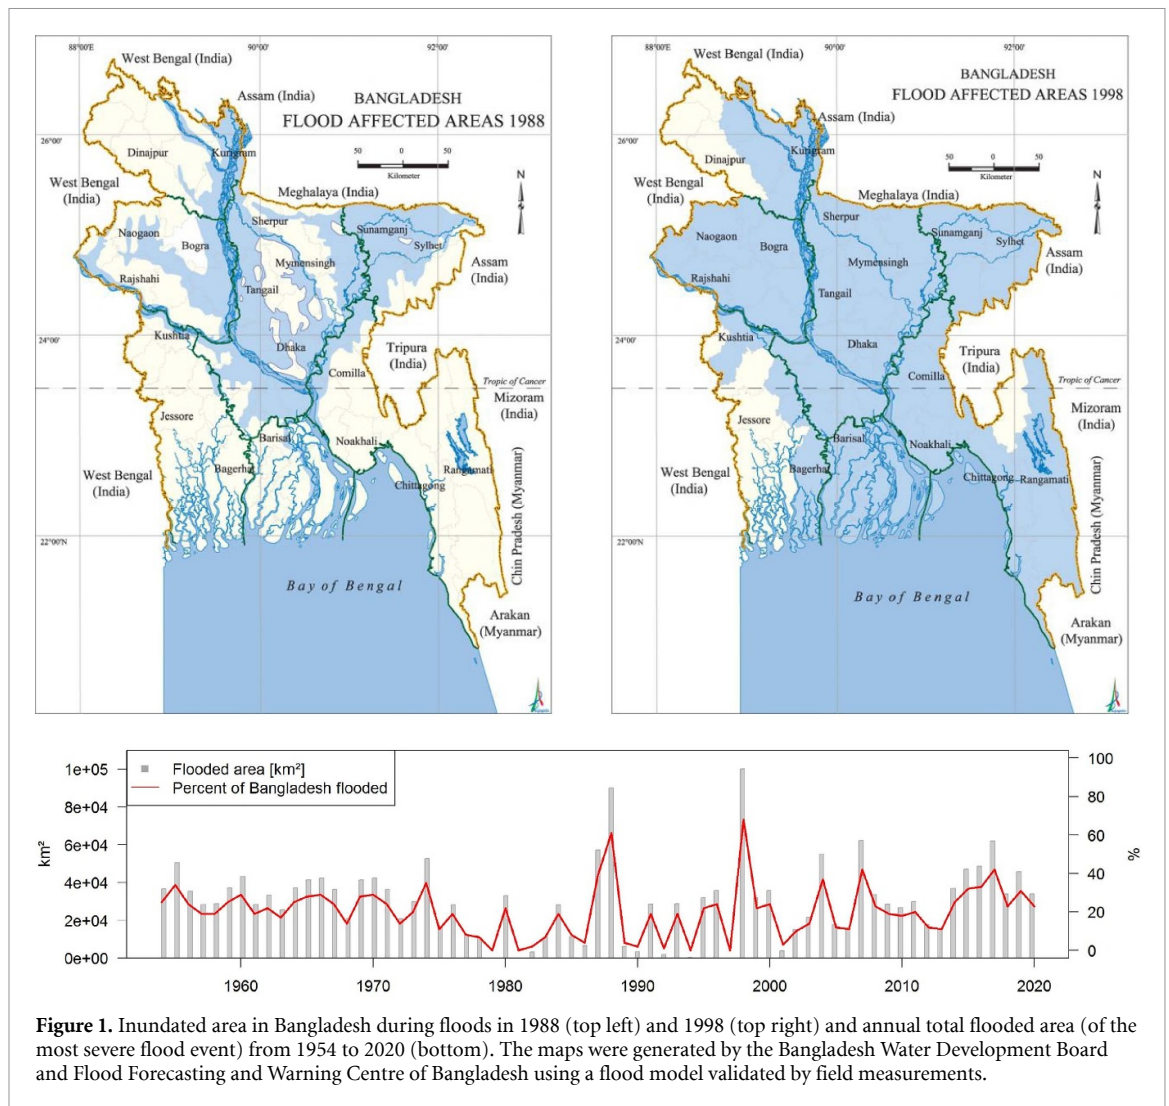 88°00'E
90°00'
92°00'
West Bengal (India)
Assam (India)
BANGLADESH
FLOOD AFFECTED AREAS 1988
26°00'
50 0 50
Kilometer
Dinajpur
Kurigram
N
West Bengal
(India)
Meghalaya (India)
Sherpur
Sunamganj
Naogaon
Bogra
Sylhet
Mymensingh
Assam
(India)
Rajshahi
Tangail
Kushtia
24°00'
Dhaka
Tripura
(India)
Comilla
Tropic of Cancer
Mizoram
(India)
Jessore
Barisal
Noakhali
West Bengal
(India)
Bagerhat
Rangamati
Chittagong
Chin Pradesh (Myanmar)
22°00'N
Bay of Bengal
Arakan
(Myanmar)
88°00'E
90°00'
92°00'
West Bengal (India)
BANGLADESH
FLOOD AFFECTED AREAS 1998
Assam (India)
26°00'
50 0 50
Kilometer
Dinajpur
Kurigram
N
West Bengal
(India)
Meghalaya (India)
Sherpur
Sunamganj
Naogaon
Bogra
Sylhet
Mymensingh
Assam
(India)
Rajshahi
Tangail
Kushtia
24°00'
Dhaka
Tripura
(India)
Comilla
Tropic of Cancer
Mizoram
(India)
Jessore
Barisal
Noakhali
West Bengal
(India)
Bagerhat
Chittagong
Rangamati
Chin Pradesh (Myanmar)
22°00'N
Bay of Bengal
Arakan
(Myanmar)
Flooded area [km²]
Percent of Bangladesh flooded
km²
1e+05
8e+04
6e+04
4e+04
2e+04
0e+00
100
80
60
40
20
0
%
1960 1970 1980 1990 2000 2010 2020
Figure 1. Inundated area in Bangladesh during floods in 1988 (top left) and 1998 (top right) and annual total flooded area (of the
most severe flood event) from 1954 to 2020 (bottom). The maps were generated by the Bangladesh Water Development Board
and Flood Forecasting and Warning Centre of Bangladesh using a flood model validated by field measurements.